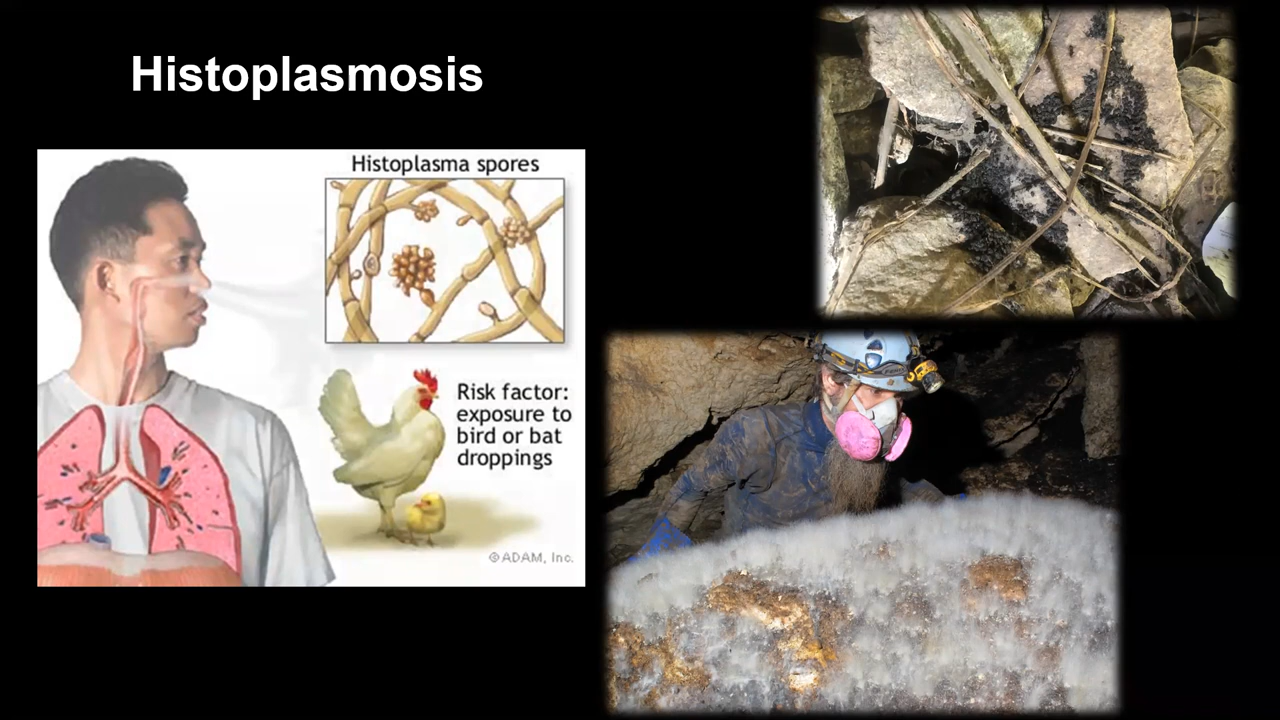 Histoplasmosis
Histoplasma spores
Risk factor:
exposure to
bird or bat
droppings
©ADAM, Inc.